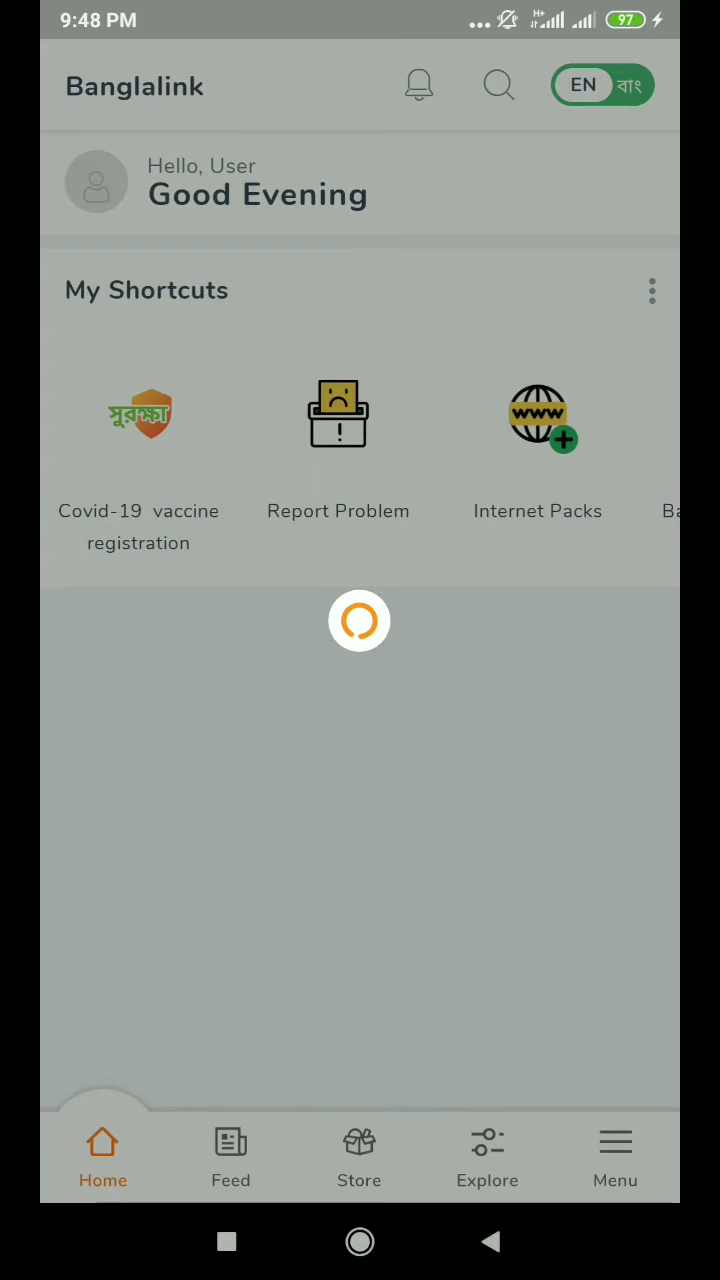 9:48 PM
H+
97
Banglalink
EN
বাং
Hello, User
Good Evening
My Shortcuts
সুরক্ষা
www
Covid-19 vaccine
registration
Report Problem
Internet Packs
Home
Feed
Store
Explore
Menu